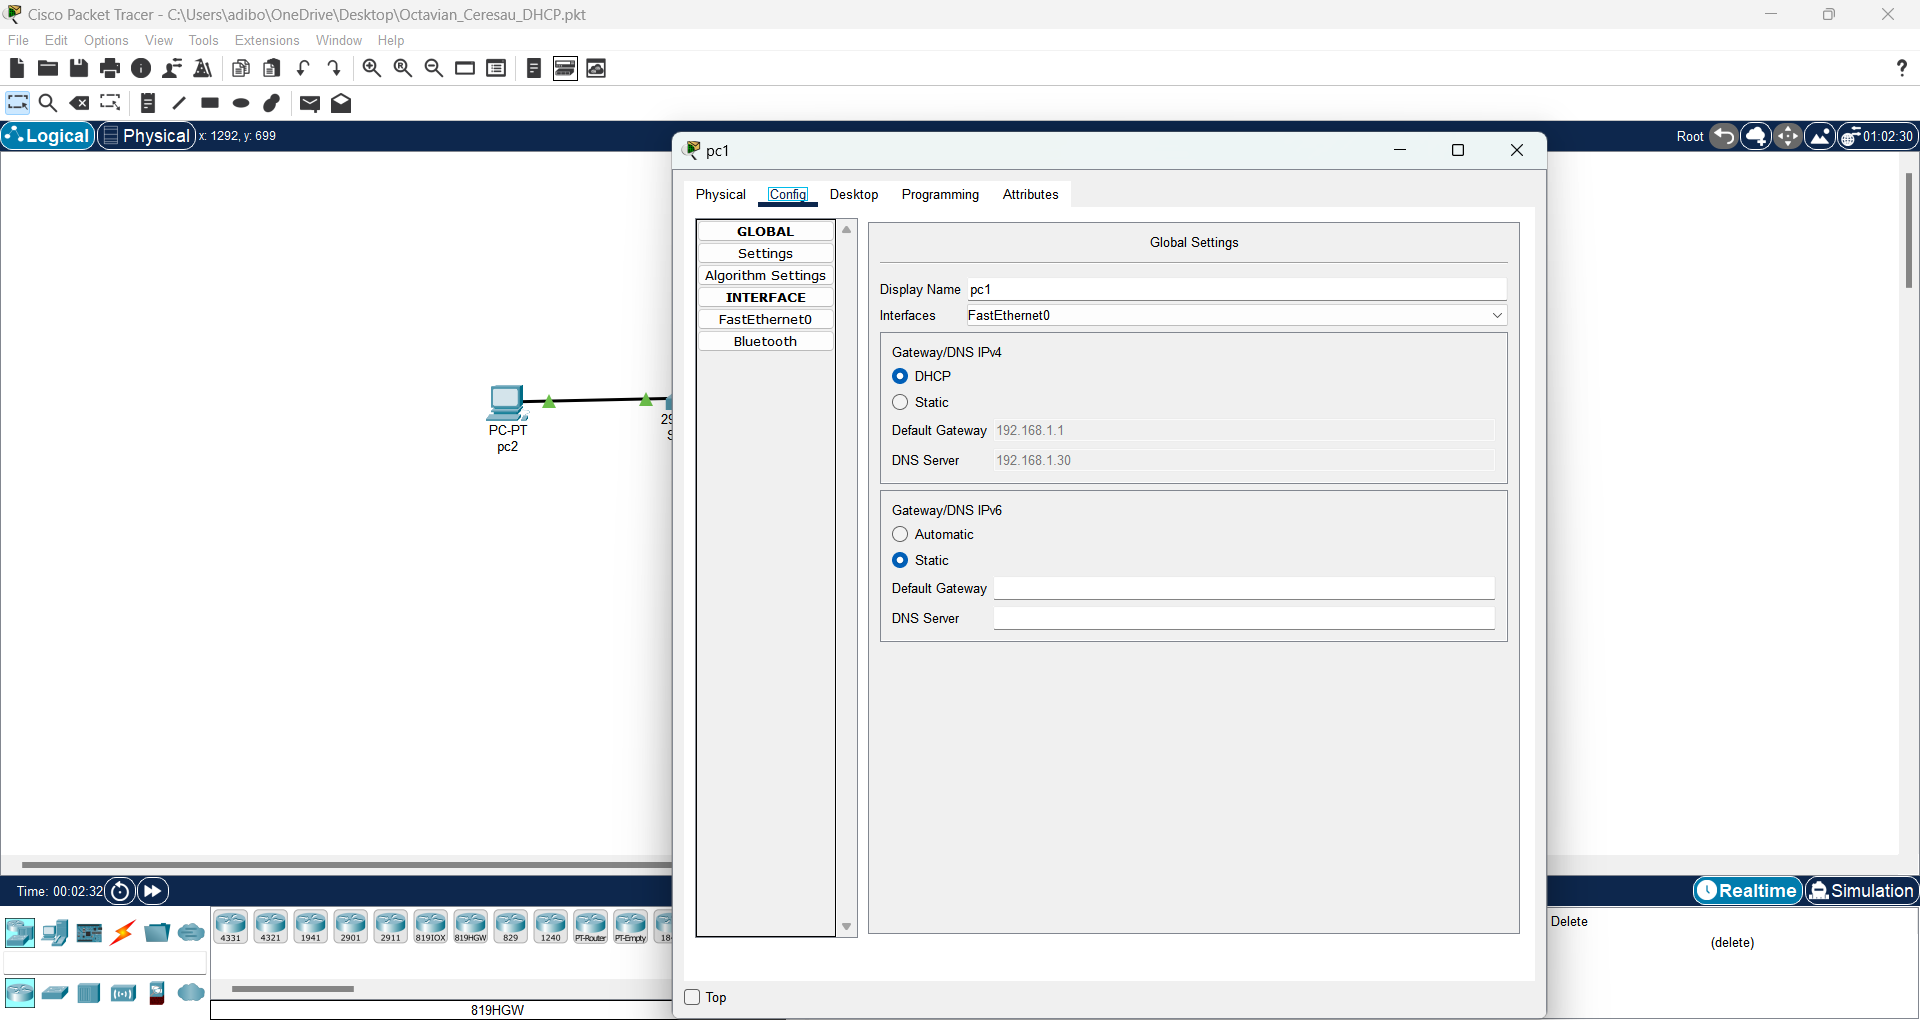 Cisco Packet Tracer - C:\Users\adibo\OneDrive\Desktop\Octavian_Ceresau_DHCP.pkt
File Edit Options View Tools Extensions Window Help
Logical Physical x: 1292, y: 699
Root 01:02:30
pc1
Physical Config Desktop Programming Attributes
GLOBAL
Settings
Algorithm Settings
INTERFACE
FastEthernet0
Bluetooth
Global Settings
Display Name pc1
Interfaces FastEthernet0
Gateway/DNS IPv4
DHCP
Static
Default Gateway 192.168.1.1
DNS Server 192.168.1.30
Gateway/DNS IPv6
Automatic
Static
Default Gateway
DNS Server
Top
PC-PT
pc2
Time: 00:02:32
Realtime Simulation
4331 4321 1941 2901 2911 819IOX 819HGW 829 1240 PT-Router PT-Empty
819HGW
Delete
(delete)